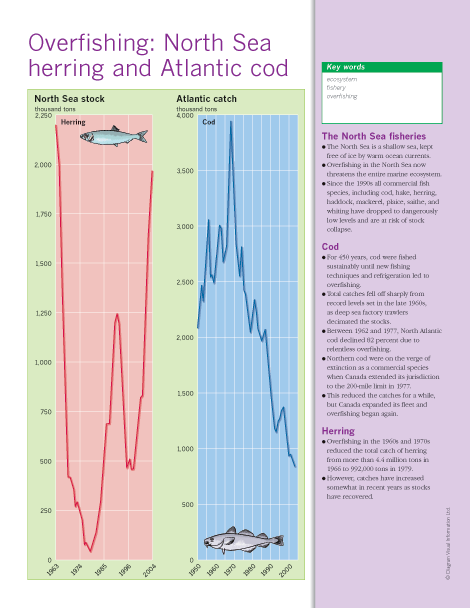 Overfishing: North Sea
herring and Atlantic cod
North Sea stock
thousand tons
Herring
2,250
2,000
1,750
1,500
1,250
1,000
750
500
250
0
1963
1974
1985
1996
2004
Atlantic catch
thousand tons
Cod
4,000
3,500
3,000
2,500
2,000
1,500
1,000
500
0
1950
1960
1970
1980
1990
2000
Key words
ecosystem
fishery
overfishing
The North Sea fisheries
● The North Sea is a shallow sea, kept
free of ice by warm ocean currents.
● Overfishing in the North Sea now
threatens the entire marine ecosystem.
● Since the 1990s all commercial fish
species, including cod, hake, herring,
haddock, mackerel, plaice, saithe, and
whiting have dropped to dangerously
low levels and are at risk of stock
collapse.
Cod
● For 450 years, cod were fished
sustainably until new fishing
techniques and refrigeration led to
overfishing.
● Total catches fell off sharply from
record levels set in the late 1960s,
as deep sea factory trawlers
decimated the stocks.
● Between 1962 and 1977, North Atlantic
cod declined 82 percent due to
relentless overfishing.
● Northern cod were on the verge of
extinction as a commercial species
when Canada extended its jurisdiction
to the 200-mile limit in 1977.
● This reduced the catches for a while,
but Canada expanded its fleet and
overfishing began again.
Herring
● Overfishing in the 1960s and 1970s
reduced the total catch of herring
from more than 4.4 million tons in
1966 to 992,000 tons in 1979.
● However, catches have increased
somewhat in recent years as stocks
have recovered.
© Diagram Visual Information Ltd.